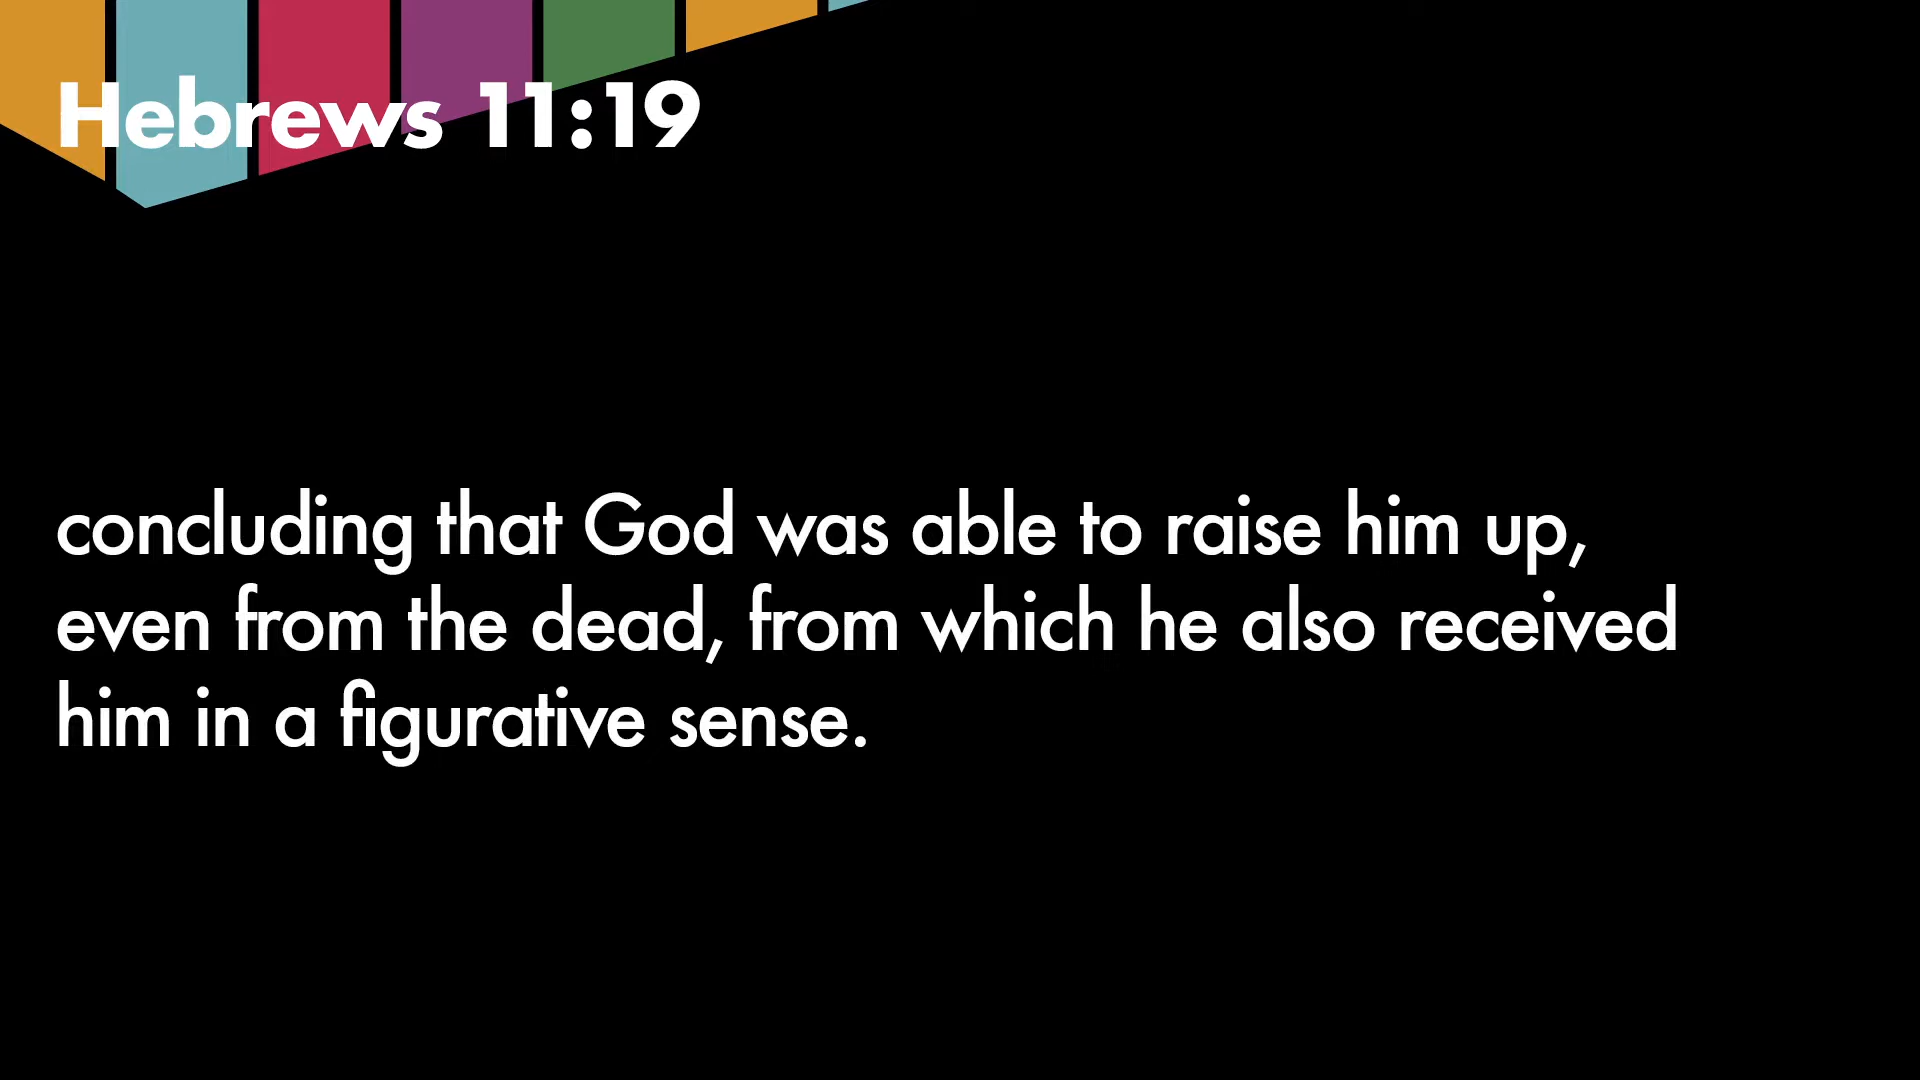 Hebrews 11:19
concluding that God was able to raise him up,
even from the dead, from which he also received
him in a figurative sense.